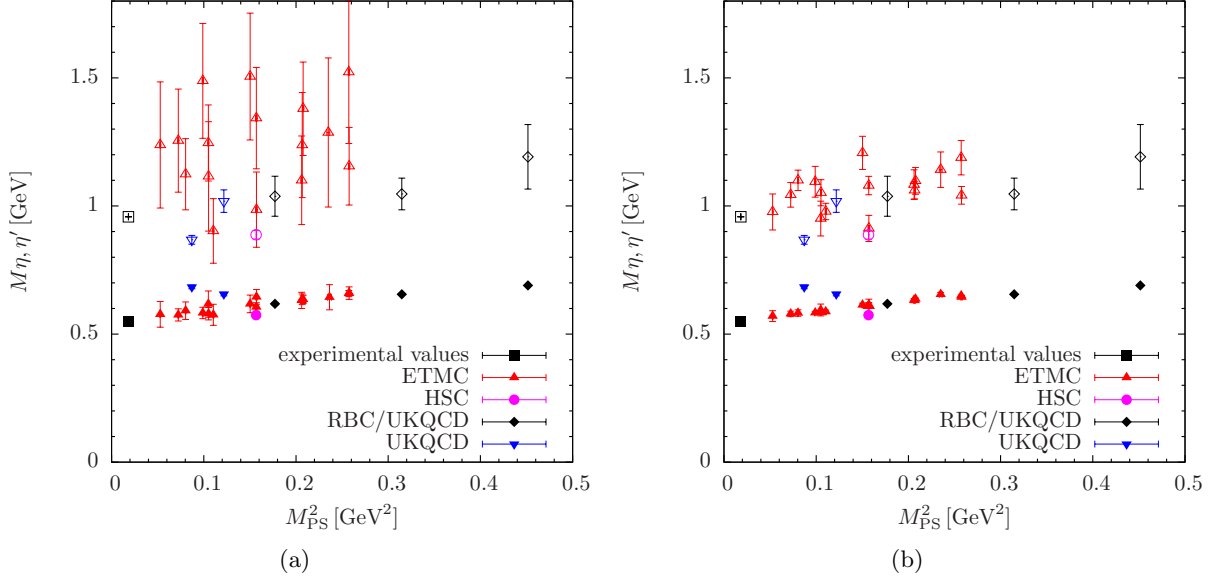 1.5
1
0.5
0
0 0.1 0.2 0.3 0.4 0.5
Mη, η′ [GeV]
M²PS [GeV²]
experimental values
ETMC
HSC
RBC/UKQCD
UKQCD
(a)
1.5
1
0.5
0
0 0.1 0.2 0.3 0.4 0.5
Mη, η′ [GeV]
M²PS [GeV²]
experimental values
ETMC
HSC
RBC/UKQCD
UKQCD
(b)